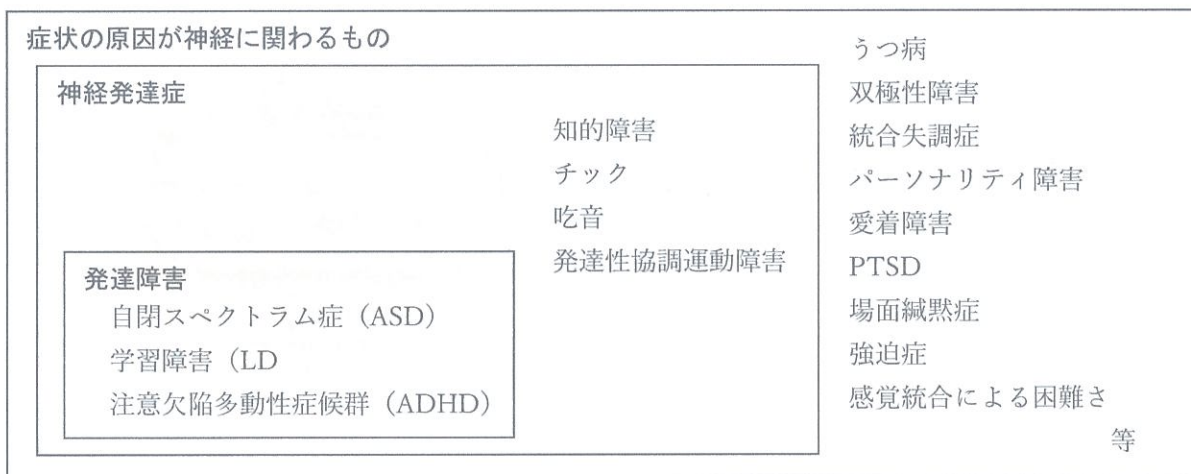 症状の原因が神経に関わるもの
神経発達症
知的障害
チック
吃音
発達性協調運動障害
発達障害
自閉スペクトラム症（ASD）
学習障害（LD
注意欠陥多動性症候群（ADHD）
うつ病
双極性障害
統合失調症
パーソナリティ障害
愛着障害
PTSD
場面緘黙症
強迫症
感覚統合による困難さ
等